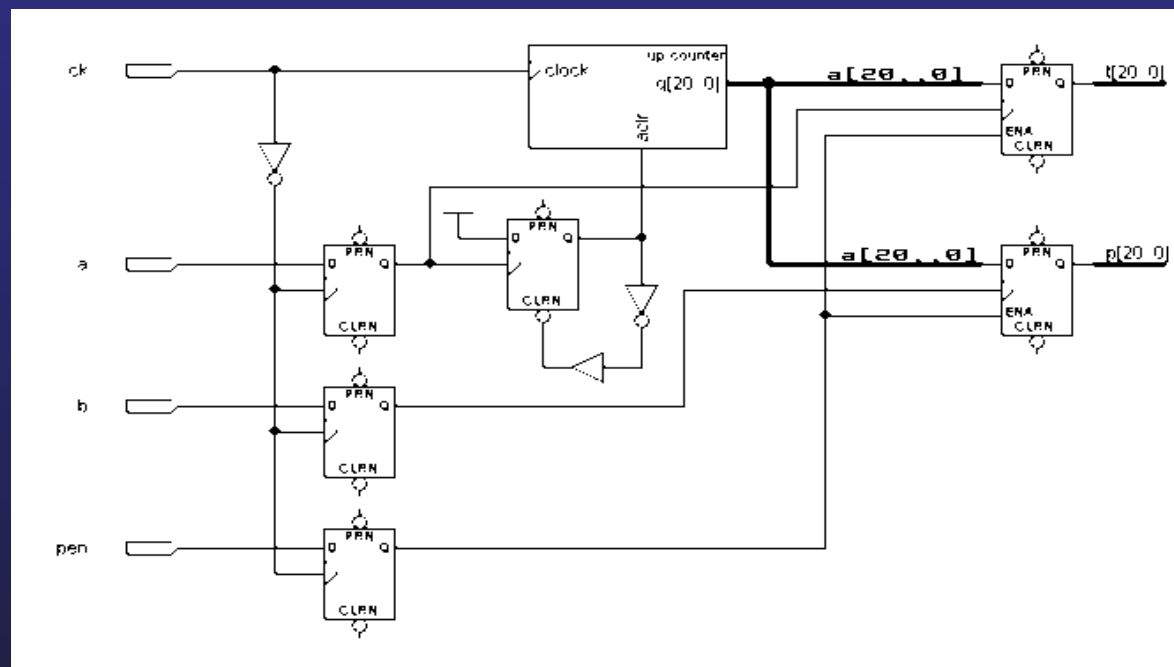 ck
clock
up counter
q[20 0]
aclr
a[20..0]
D PRN Q
ENA
CLRN
t[20 0]
a
D PRN Q
CLRN
D PRN Q
CLRN
a[20..0]
D PRN Q
ENA
CLRN
p[20 0]
b
D PRN Q
CLRN
pen
D PRN Q
CLRN